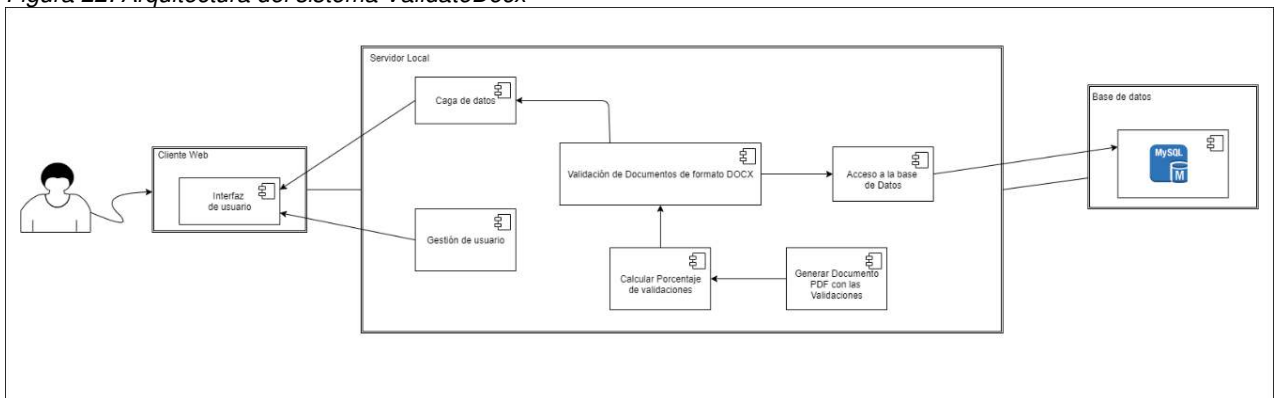 Figura 22. Arquitectura del sistema ValidateDocx
Servidor Local
Base de datos
Caga de datos
Cliente Web
Interfaz
de usuario
Validación de Documentos de formato DOCX
Acceso a la base
de Datos
MySQL
M
Gestión de usuario
Calcular Porcentaje
de validaciones
Generar Documento
PDF con las
Validaciones